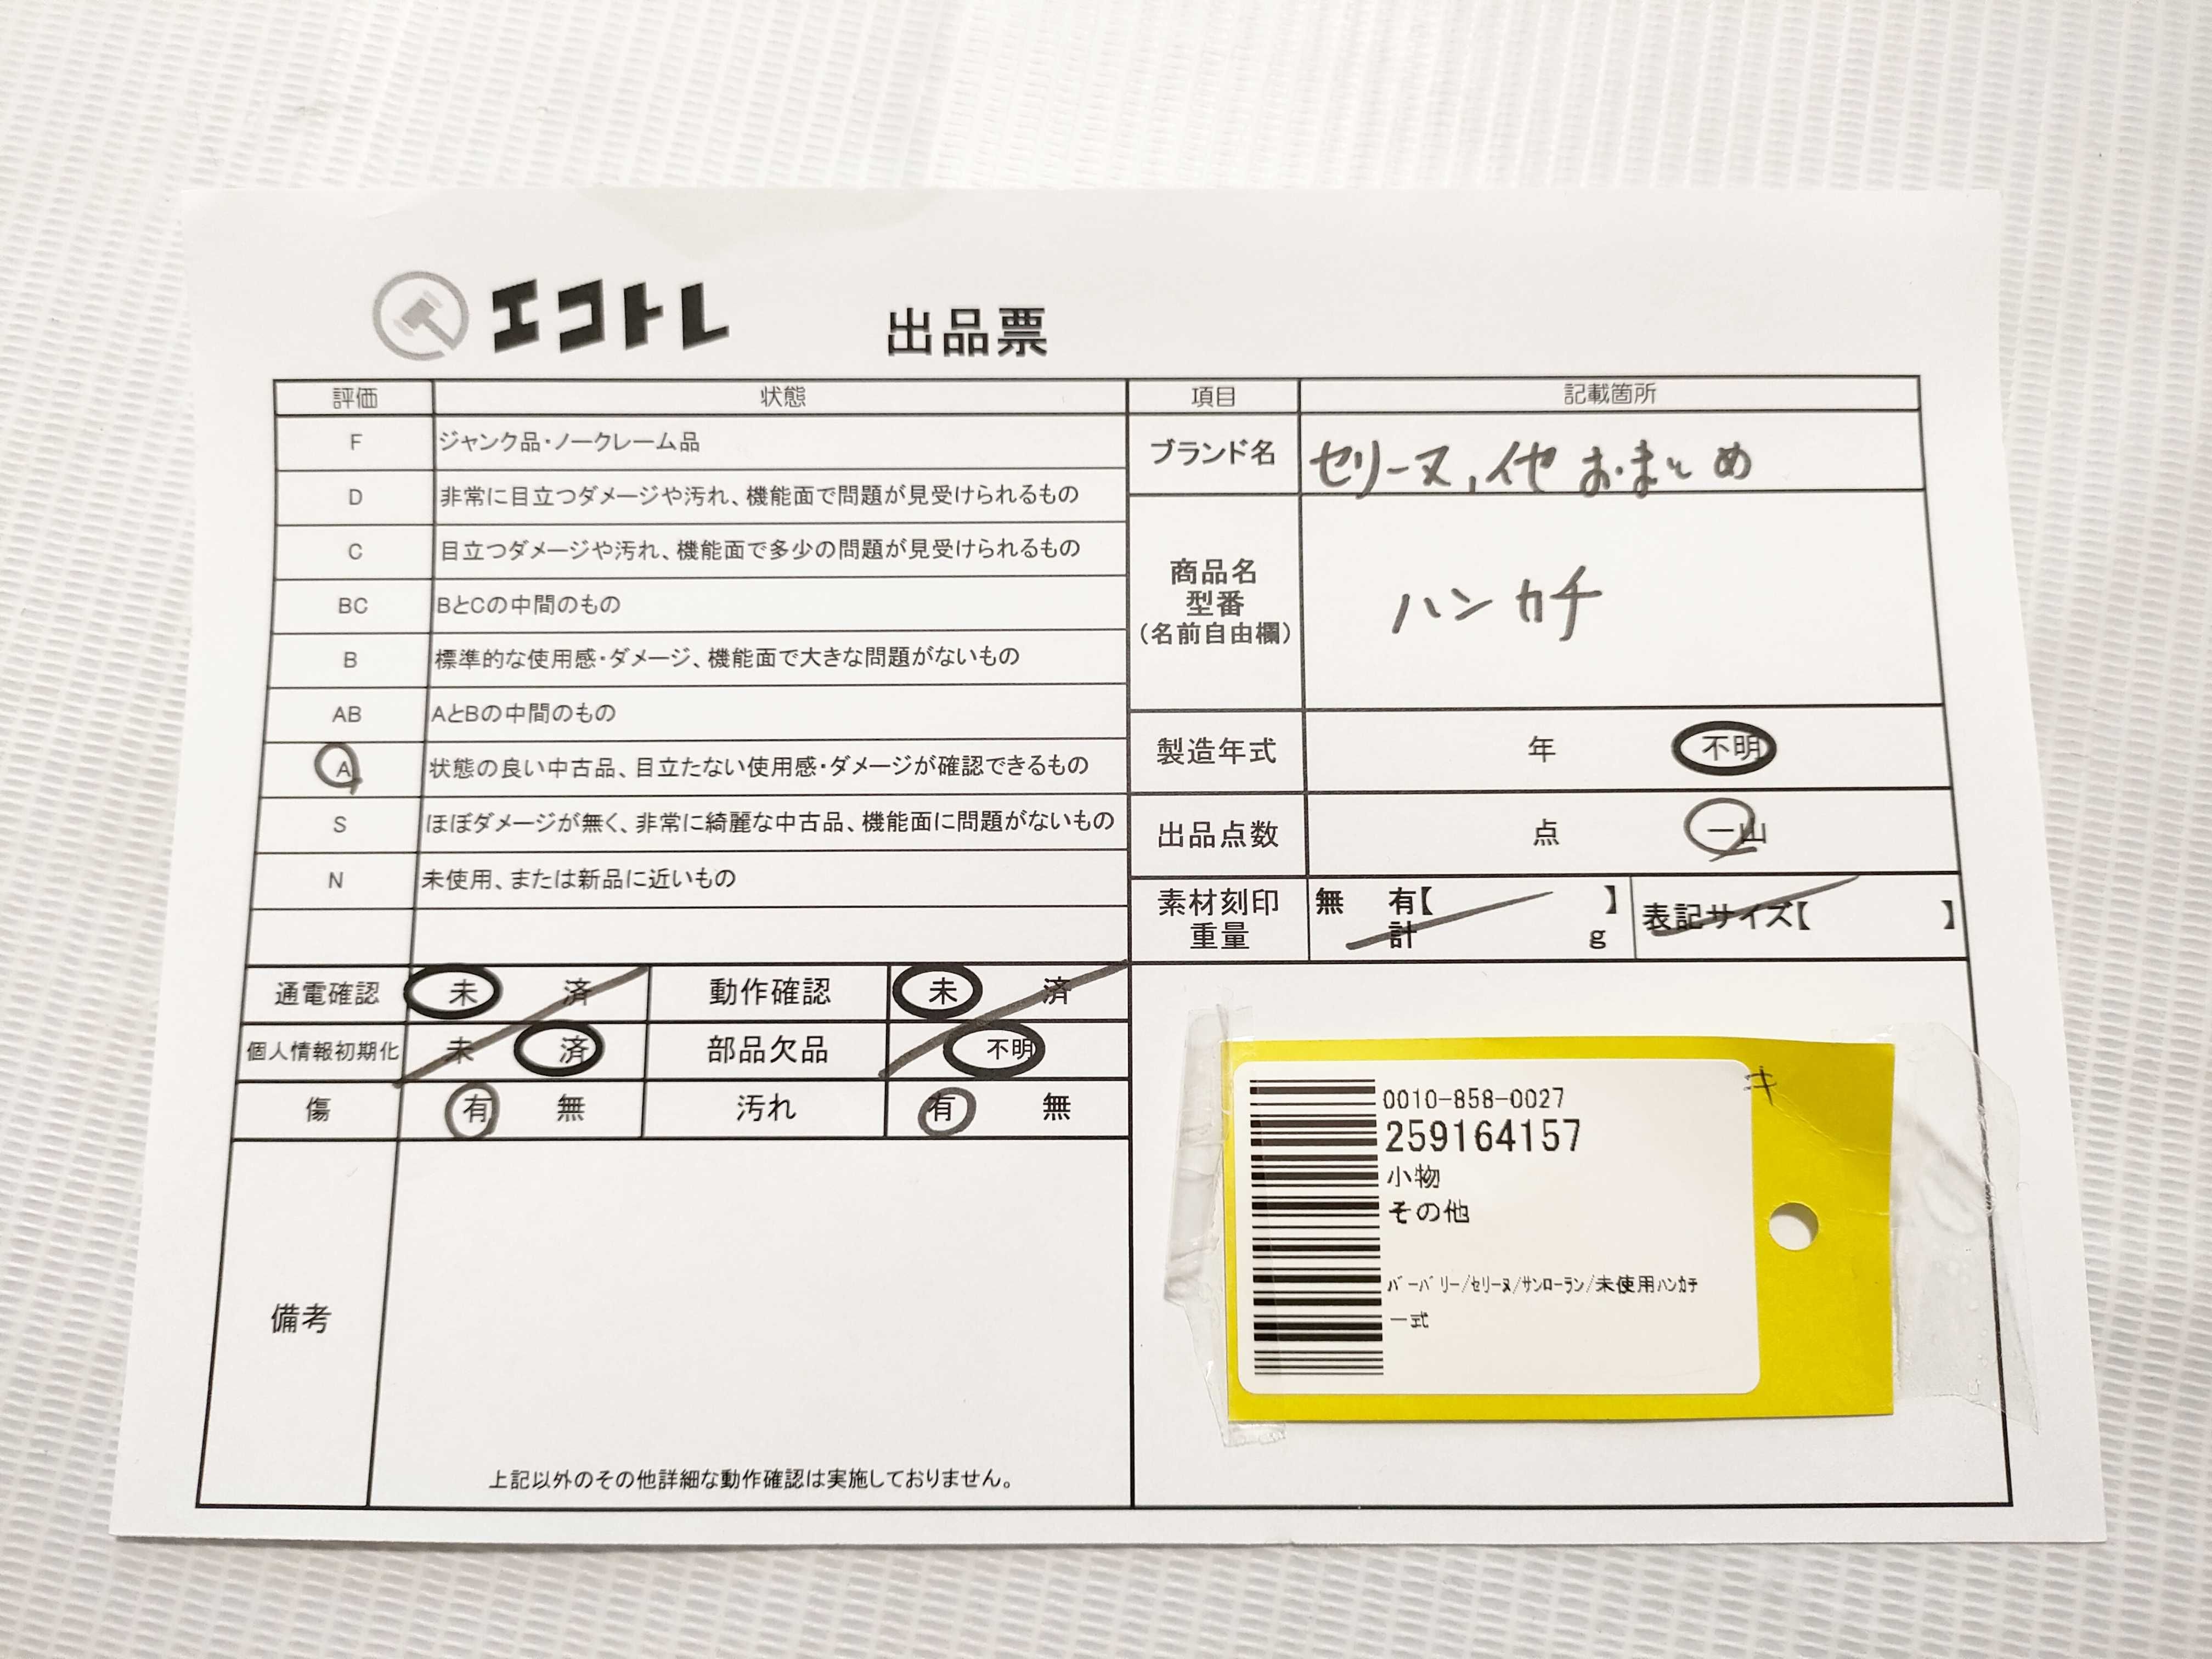 エコトレ 出品票
評価 状態
F ジャンク品・ノークレーム品
D 非常に目立つダメージや汚れ、機能面で問題が見受けられるもの
C 目立つダメージや汚れ、機能面で多少の問題が見受けられるもの
BC BとCの中間のもの
B 標準的な使用感・ダメージ、機能面で大きな問題がないもの
AB AとBの中間のもの
A 状態の良い中古品、目立たない使用感・ダメージが確認できるもの
S ほぼダメージが無く、非常に綺麗な中古品、機能面に問題がないもの
N 未使用、または新品に近いもの
通電確認 未 済 動作確認 未 済
個人情報初期化 未 済 部品欠品 不明
傷 有 無 汚れ 有 無
備考
上記以外のその他詳細な動作確認は実施しておりません。
項目 記載箇所
ブランド名 セリーヌ,他 おまとめ
商品名
型番
(名前自由欄)
ハンカチ
製造年式 年 不明
出品点数 点 一山
素材刻印 無 有【 】 表記サイズ【 】
重量 計 g
キ
0010-858-0027
259164157
小物
その他
ﾊﾞｰﾊﾞﾘｰ/ｾﾘｰﾇ/ｻﾝﾛｰﾗﾝ/未使用ﾊﾝｶﾁ
一式